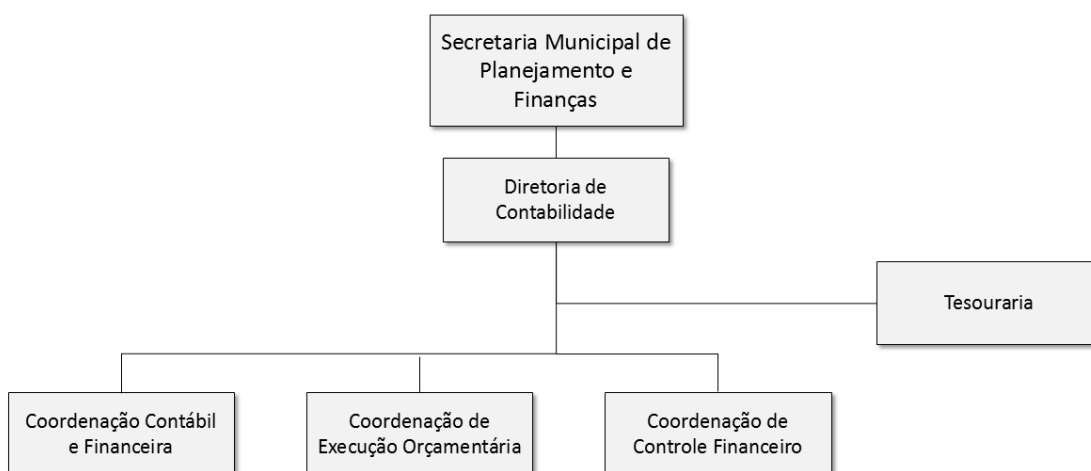 Secretaria Municipal de
Planejamento e
Finanças
Diretoria de
Contabilidade
Tesouraria
Coordenação Contábil
e Financeira
Coordenação de
Execução Orçamentária
Coordenação de
Controle Financeiro